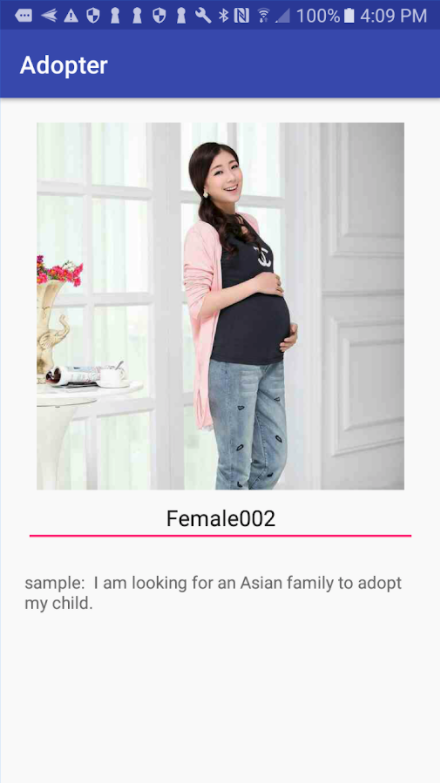 100% 4:09 PM
Adopter
Female002
sample:  I am looking for an Asian family to adopt
my child.